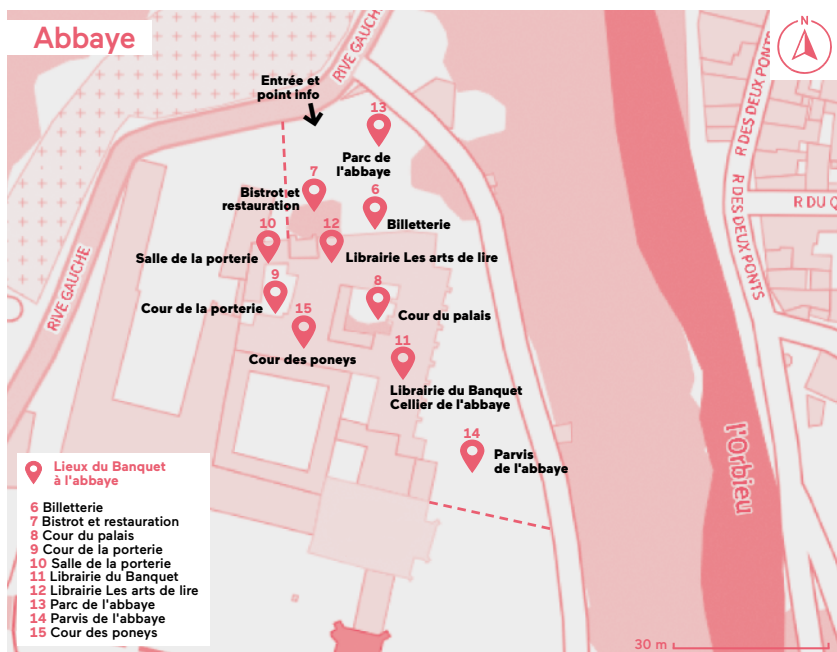 Abbaye
N
RIVE GAUCHE
Entrée et
point info
13
Parc de
l'abbaye
R DES DEUX PONTS
7
Bistrot et
restauration
6
Billetterie
R DES DEUX PONTS
R DU Q
10
Salle de la porterie
12
Librairie Les arts de lire
RIVE GAUCHE
9
Cour de la porterie
8
Cour du palais
15
Cour des poneys
11
Librairie du Banquet
Cellier de l'abbaye
14
Parvis
de l'abbaye
l'Orbieu
Lieux du Banquet
à l'abbaye
6 Billetterie
7 Bistrot et restauration
8 Cour du palais
9 Cour de la porterie
10 Salle de la porterie
11 Librairie du Banquet
12 Librairie Les arts de lire
13 Parc de l'abbaye
14 Parvis de l'abbaye
15 Cour des poneys
30 m